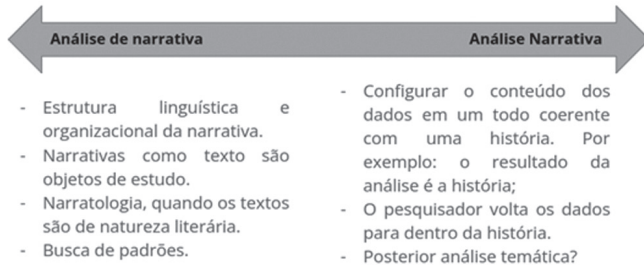 Análise de narrativa
Análise Narrativa
- Estrutura linguística e
organizacional da narrativa.
- Narrativas como texto são
objetos de estudo.
- Narratologia, quando os textos
são de natureza literária.
- Busca de padrões.
- Configurar o conteúdo dos
dados em um todo coerente
com uma história. Por
exemplo: o resultado da
análise é a história;
- O pesquisador volta os dados
para dentro da história.
- Posterior análise temática?